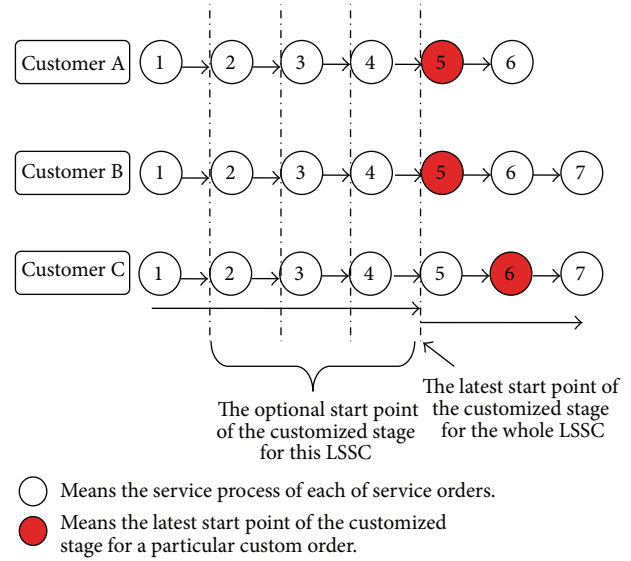 Customer A 1 2 3 4 5 6
Customer B 1 2 3 4 5 6 7
Customer C 1 2 3 4 5 6 7
The optional start point
of the customized stage
for this LSSC
The latest start point of
the customized stage
for the whole LSSC
Means the service process of each of service orders.
Means the latest start point of the customized
stage for a particular custom order.